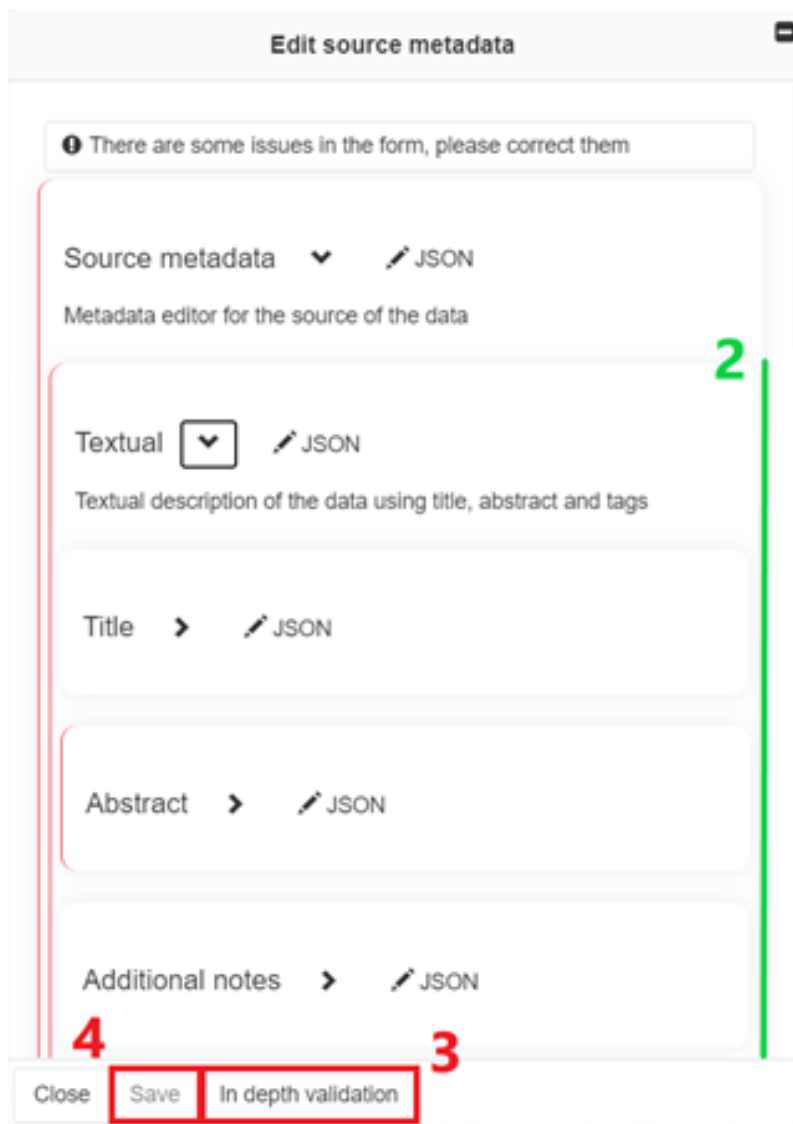 Edit source metadata
There are some issues in the form, please correct them
Source metadata JSON
Metadata editor for the source of the data
2
Textual JSON
Textual description of the data using title, abstract and tags
Title JSON
Abstract JSON
Additional notes JSON
4 3
Close Save In depth validation